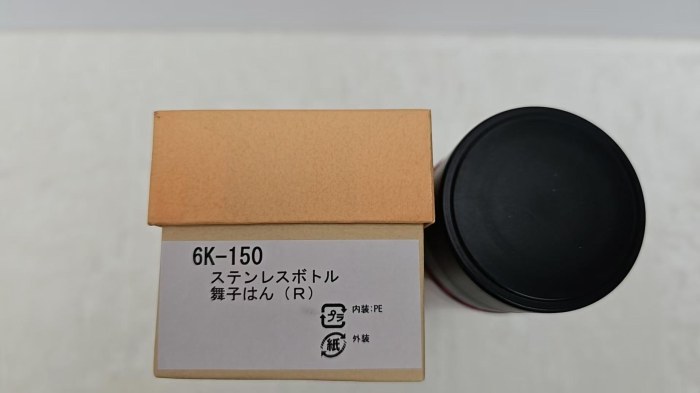 6K-150
ステンレスボトル
舞子はん（R）
プラ
内装:PE
紙
外装